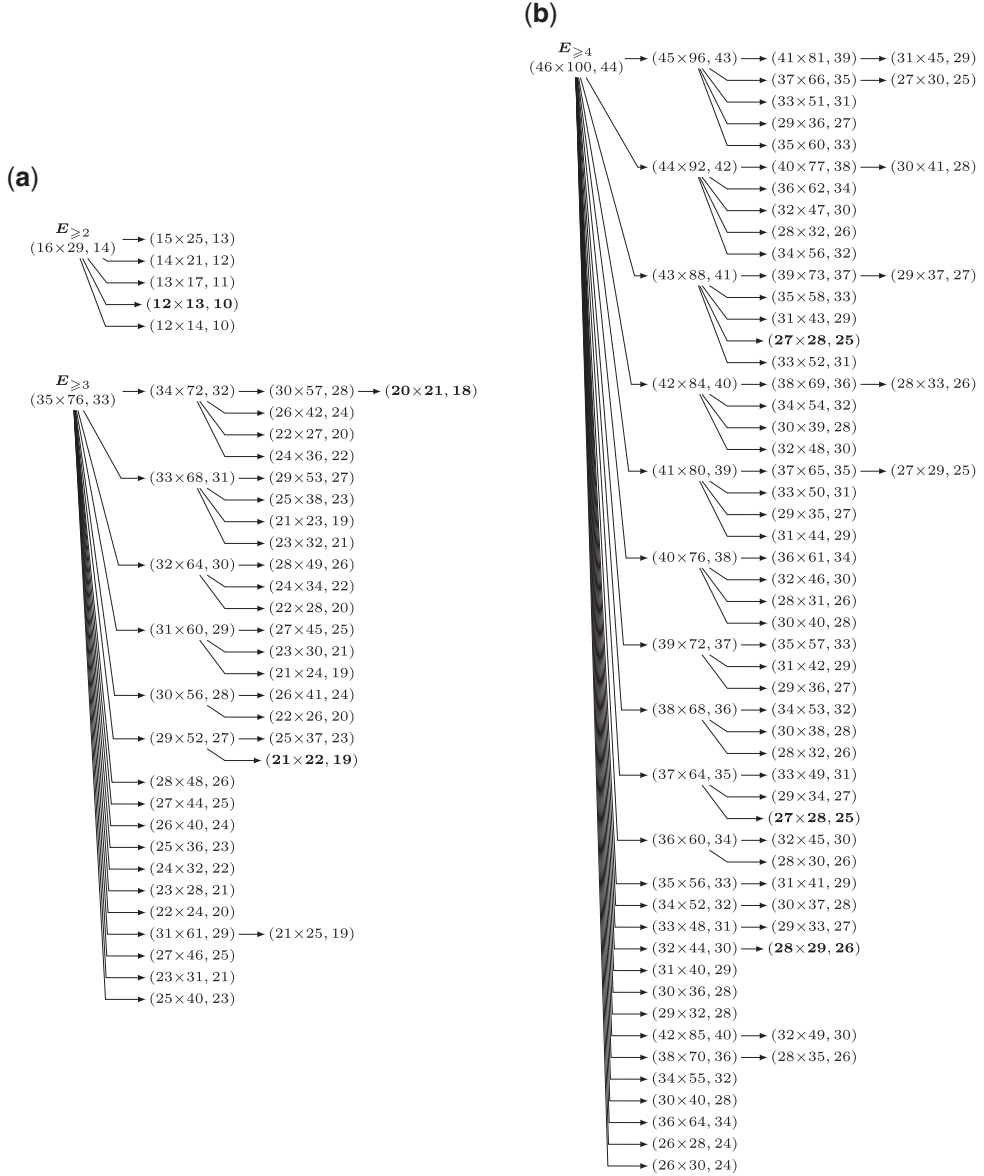 (a)
E⩾2
(16×29, 14) (15×25, 13)
(14×21, 12)
(13×17, 11)
(12×13, 10)
(12×14, 10)
E⩾3
(35×76, 33) (34×72, 32) (30×57, 28) (20×21, 18)
(26×42, 24)
(22×27, 20)
(24×36, 22)
(33×68, 31) (29×53, 27)
(25×38, 23)
(21×23, 19)
(23×32, 21)
(32×64, 30) (28×49, 26)
(24×34, 22)
(22×28, 20)
(31×60, 29) (27×45, 25)
(23×30, 21)
(21×24, 19)
(30×56, 28) (26×41, 24)
(22×26, 20)
(29×52, 27) (25×37, 23)
(21×22, 19)
(28×48, 26)
(27×44, 25)
(26×40, 24)
(25×36, 23)
(24×32, 22)
(23×28, 21)
(22×24, 20)
(31×61, 29) (21×25, 19)
(27×46, 25)
(23×31, 21)
(25×40, 23)
(b)
E⩾4
(46×100, 44) (45×96, 43) (41×81, 39) (31×45, 29)
(37×66, 35) (27×30, 25)
(33×51, 31)
(29×36, 27)
(35×60, 33)
(44×92, 42) (40×77, 38) (30×41, 28)
(36×62, 34)
(32×47, 30)
(28×32, 26)
(34×56, 32)
(43×88, 41) (39×73, 37) (29×37, 27)
(35×58, 33)
(31×43, 29)
(27×28, 25)
(33×52, 31)
(42×84, 40) (38×69, 36) (28×33, 26)
(34×54, 32)
(30×39, 28)
(32×48, 30)
(41×80, 39) (37×65, 35) (27×29, 25)
(33×50, 31)
(29×35, 27)
(31×44, 29)
(40×76, 38) (36×61, 34)
(32×46, 30)
(28×31, 26)
(30×40, 28)
(39×72, 37) (35×57, 33)
(31×42, 29)
(29×36, 27)
(38×68, 36) (34×53, 32)
(30×38, 28)
(28×32, 26)
(37×64, 35) (33×49, 31)
(29×34, 27)
(27×28, 25)
(36×60, 34) (32×45, 30)
(28×30, 26)
(35×56, 33) (31×41, 29)
(34×52, 32) (30×37, 28)
(33×48, 31) (29×33, 27)
(32×44, 30) (28×29, 26)
(31×40, 29)
(30×36, 28)
(29×32, 28)
(42×85, 40) (32×49, 30)
(38×70, 36) (28×35, 26)
(34×55, 32)
(30×40, 28)
(36×64, 34)
(26×28, 24)
(26×30, 24)